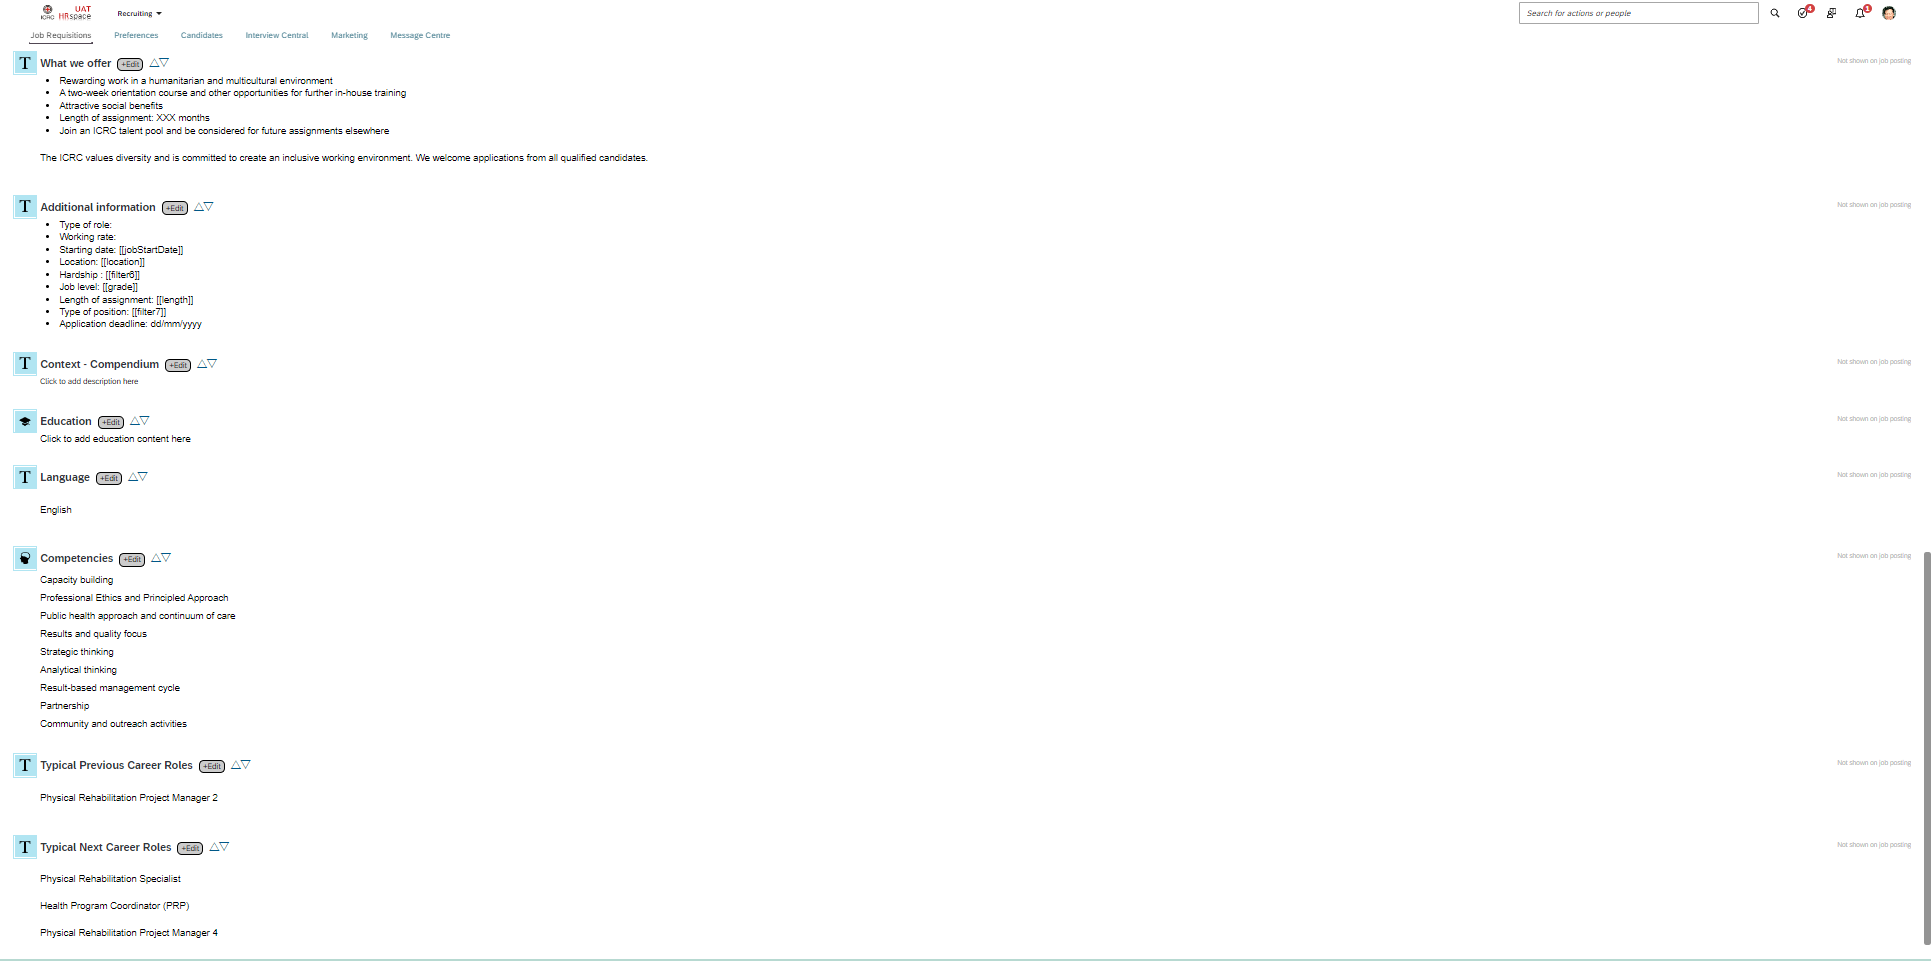 ICRC
UAT
HRspace
Recruiting
Search for actions or people
4
1
Job Requisitions
Preferences
Candidates
Interview Central
Marketing
Message Centre
T
What we offer
+Edit
Not shown on job posting
• Rewarding work in a humanitarian and multicultural environment
• A two-week orientation course and other opportunities for further in-house training
• Attractive social benefits
• Length of assignment: XXX months
• Join an ICRC talent pool and be considered for future assignments elsewhere
The ICRC values diversity and is committed to create an inclusive working environment. We welcome applications from all qualified candidates.
T
Additional information
+Edit
Not shown on job posting
• Type of role:
• Working rate:
• Starting date: [[jobStartDate]]
• Location: [[location]]
• Hardship : [[filter6]]
• Job level: [[grade]]
• Length of assignment: [[length]]
• Type of position: [[filter7]]
• Application deadline: dd/mm/yyyy
T
Context - Compendium
+Edit
Not shown on job posting
Click to add description here
Education
+Edit
Not shown on job posting
Click to add education content here
T
Language
+Edit
Not shown on job posting
English
Competencies
+Edit
Not shown on job posting
Capacity building
Professional Ethics and Principled Approach
Public health approach and continuum of care
Results and quality focus
Strategic thinking
Analytical thinking
Result-based management cycle
Partnership
Community and outreach activities
T
Typical Previous Career Roles
+Edit
Not shown on job posting
Physical Rehabilitation Project Manager 2
T
Typical Next Career Roles
+Edit
Not shown on job posting
Physical Rehabilitation Specialist
Health Program Coordinator (PRP)
Physical Rehabilitation Project Manager 4